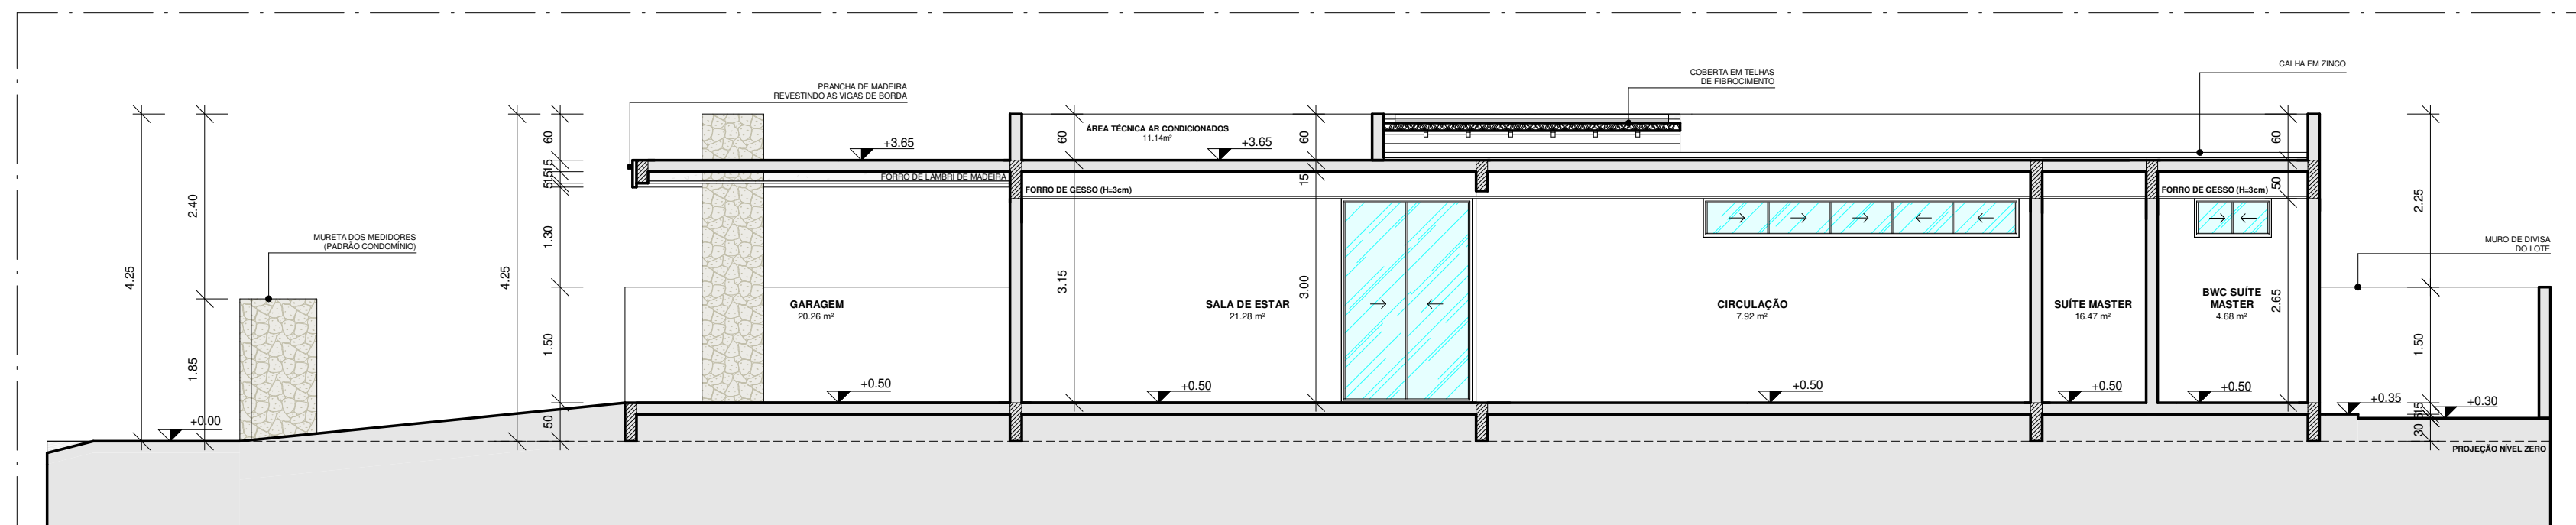 CALHA EM ZINCO
COBERTA EM TELHAS
DE FIBROCIMENTO
PRANCHA DE MADEIRA
REVESTINDO AS VIGAS DE BORDA
ÁREA TÉCNICA AR CONDICIONADOS
11.14m²
60
60
60
60
+3.65
+3.65
15
15
5
15
50
FORRO DE LAMBRI DE MADEIRA
FORRO DE GESSO (H=3cm)
FORRO DE GESSO (H=3cm)
2.40
2.25
1.30
MURETA DOS MEDIDORES
(PADRÃO CONDOMÍNIO)
MURO DE DIVISA
DO LOTE
4.25
4.25
3.15
3.00
2.65
GARAGEM
20.26 m²
SALA DE ESTAR
21.28 m²
CIRCULAÇÃO
7.92 m²
SUÍTE MASTER
16.47 m²
BWC SUÍTE
MASTER
4.68 m²
1.50
1.50
1.85
+0.50
+0.50
+0.50
+0.50
+0.50
+0.35
+0.30
+0.00
50
15
5
30
PROJEÇÃO NÍVEL ZERO